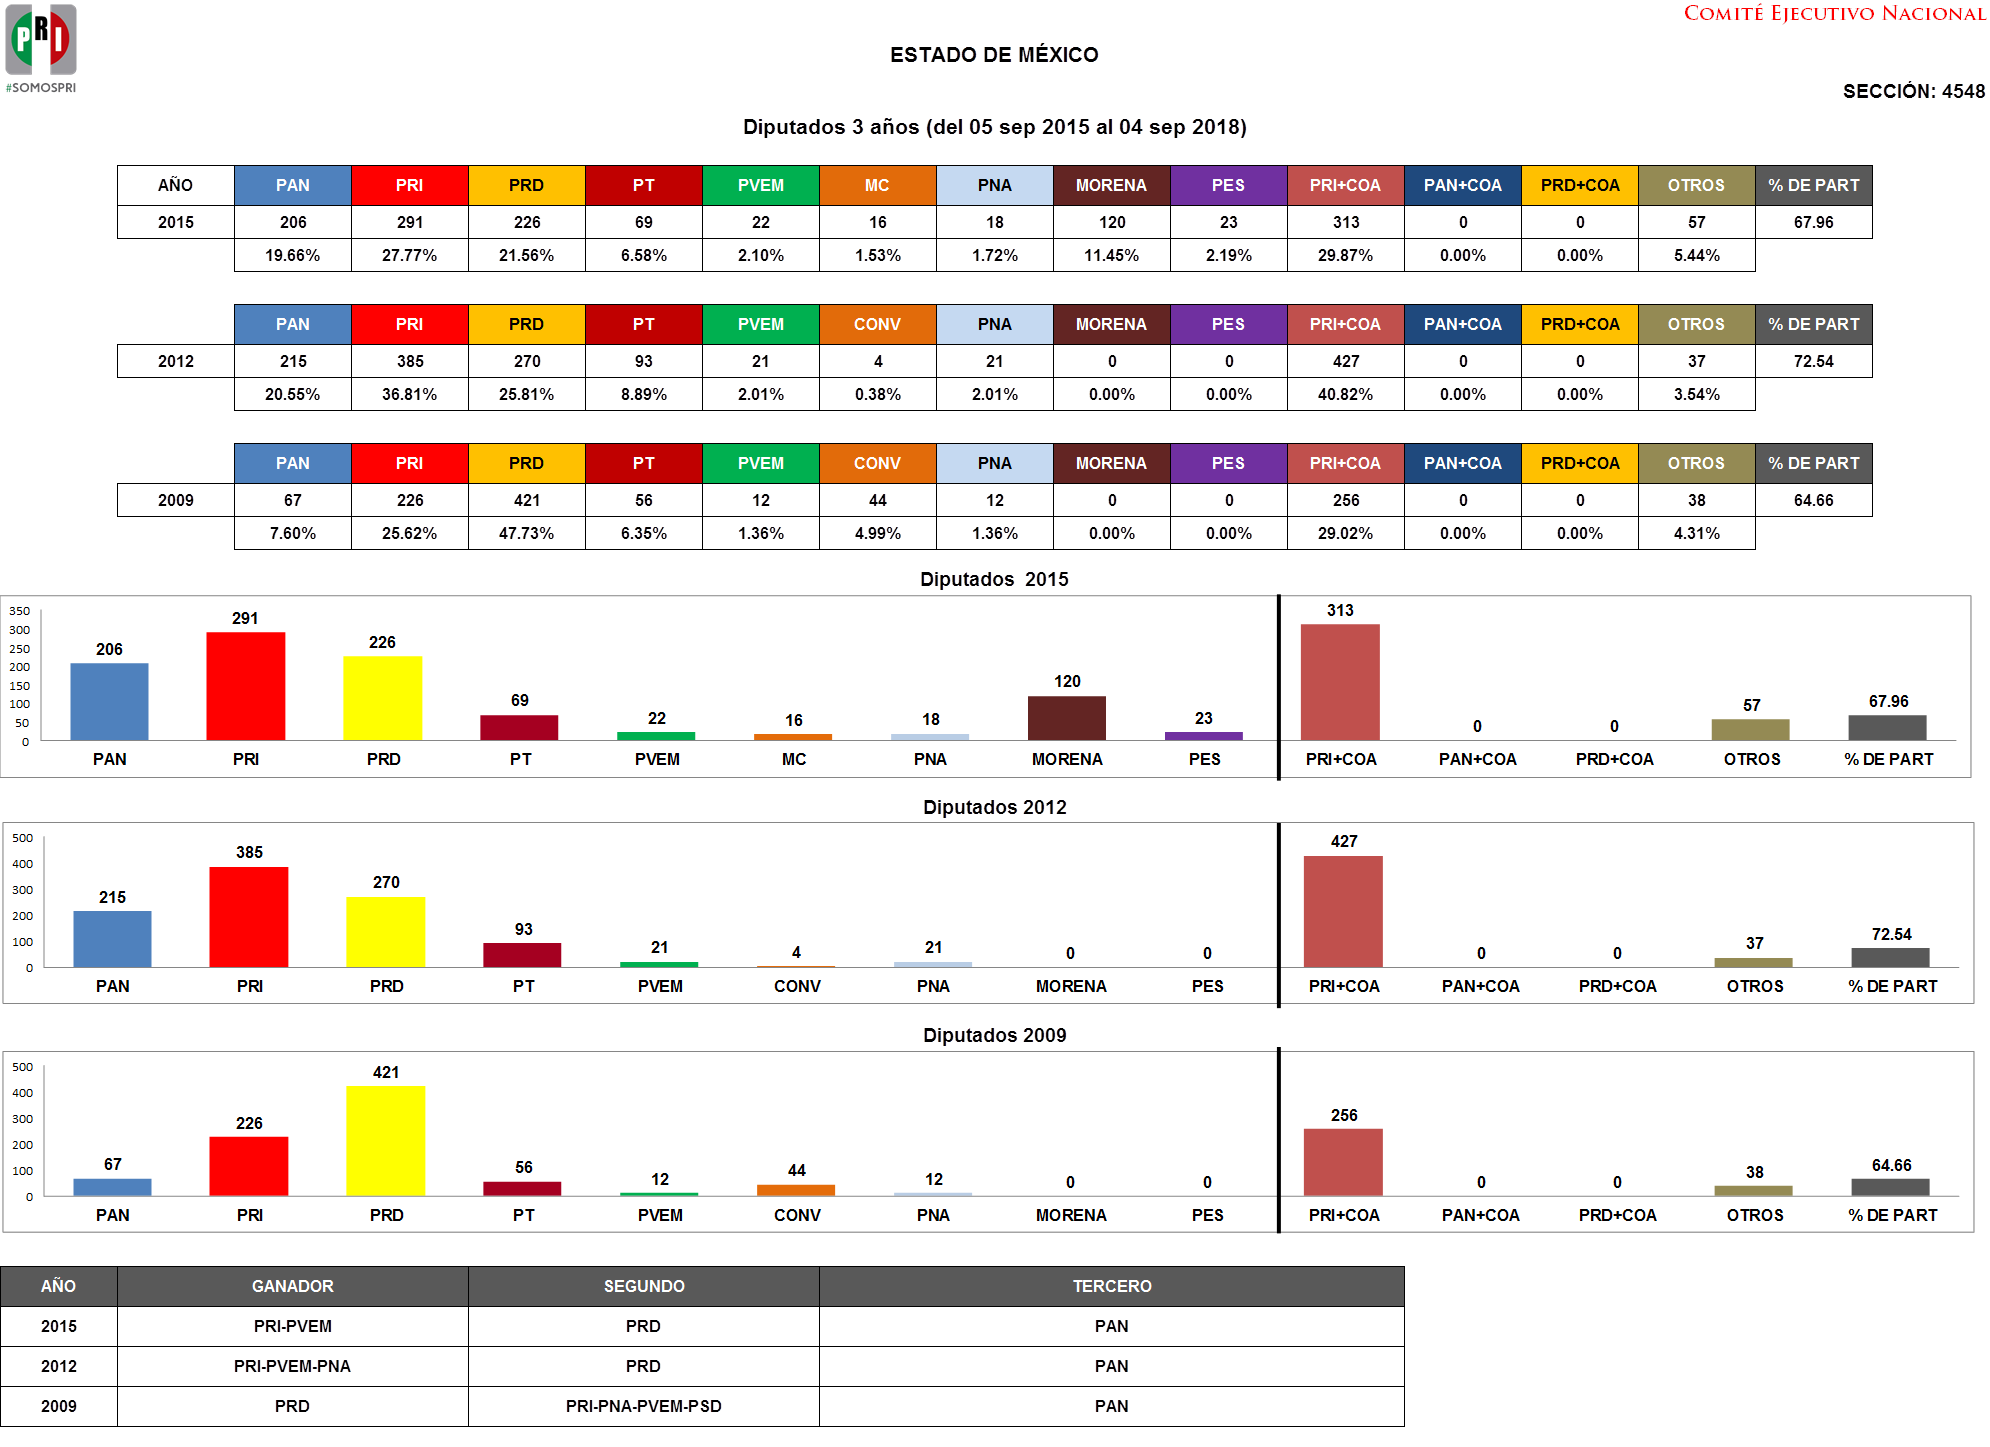 PRI
#SOMOSPRI
COMITÉ EJECUTIVO NACIONAL
ESTADO DE MÉXICO
SECCIÓN: 4548
Diputados 3 años (del 05 sep 2015 al 04 sep 2018)
AÑO PAN PRI PRD PT PVEM MC PNA MORENA PES PRI+COA PAN+COA PRD+COA OTROS % DE PART
2015 206 291 226 69 22 16 18 120 23 313 0 0 57 67.96
19.66% 27.77% 21.56% 6.58% 2.10% 1.53% 1.72% 11.45% 2.19% 29.87% 0.00% 0.00% 5.44%
PAN PRI PRD PT PVEM CONV PNA MORENA PES PRI+COA PAN+COA PRD+COA OTROS % DE PART
2012 215 385 270 93 21 4 21 0 0 427 0 0 37 72.54
20.55% 36.81% 25.81% 8.89% 2.01% 0.38% 2.01% 0.00% 0.00% 40.82% 0.00% 0.00% 3.54%
PAN PRI PRD PT PVEM CONV PNA MORENA PES PRI+COA PAN+COA PRD+COA OTROS % DE PART
2009 67 226 421 56 12 44 12 0 0 256 0 0 38 64.66
7.60% 25.62% 47.73% 6.35% 1.36% 4.99% 1.36% 0.00% 0.00% 29.02% 0.00% 0.00% 4.31%
Diputados 2015
350
300
250
200
150
100
50
0
206 291 226 69 22 16 18 120 23 313 0 0 57 67.96
PAN PRI PRD PT PVEM MC PNA MORENA PES PRI+COA PAN+COA PRD+COA OTROS % DE PART
Diputados 2012
500
400
300
200
100
0
215 385 270 93 21 4 21 0 0 427 0 0 37 72.54
PAN PRI PRD PT PVEM CONV PNA MORENA PES PRI+COA PAN+COA PRD+COA OTROS % DE PART
Diputados 2009
500
400
300
200
100
0
67 226 421 56 12 44 12 0 0 256 0 0 38 64.66
PAN PRI PRD PT PVEM CONV PNA MORENA PES PRI+COA PAN+COA PRD+COA OTROS % DE PART
AÑO GANADOR SEGUNDO TERCERO
2015 PRI-PVEM PRD PAN
2012 PRI-PVEM-PNA PRD PAN
2009 PRD PRI-PNA-PVEM-PSD PAN